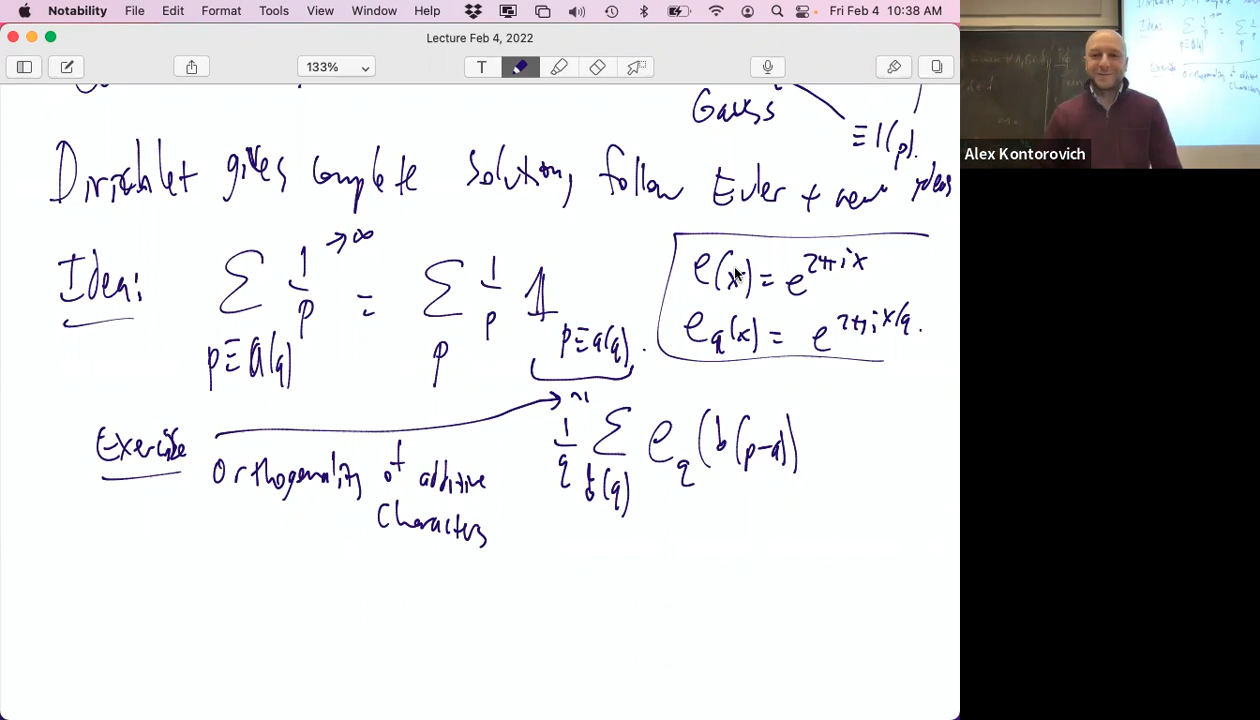 Notability File Edit Format Tools View Window Help Fri Feb 4 10:38 AM
Lecture Feb 4, 2022
133% T
Gauss
≡1(p).
Dirichlet gives complete solution, follow Euler + new ideas
Idea: ∑ 1/p →∞ = ∑ 1/p 𝟙
p≡a(q) p p≡a(q).
e(x) = e^{2πix}
e_q(x) = e^{2πix/q}.
Exercise
Orthogonality of additive
characters
1/q ∑ e_q(b(p-a))
b(q)
Alex Kontorovich